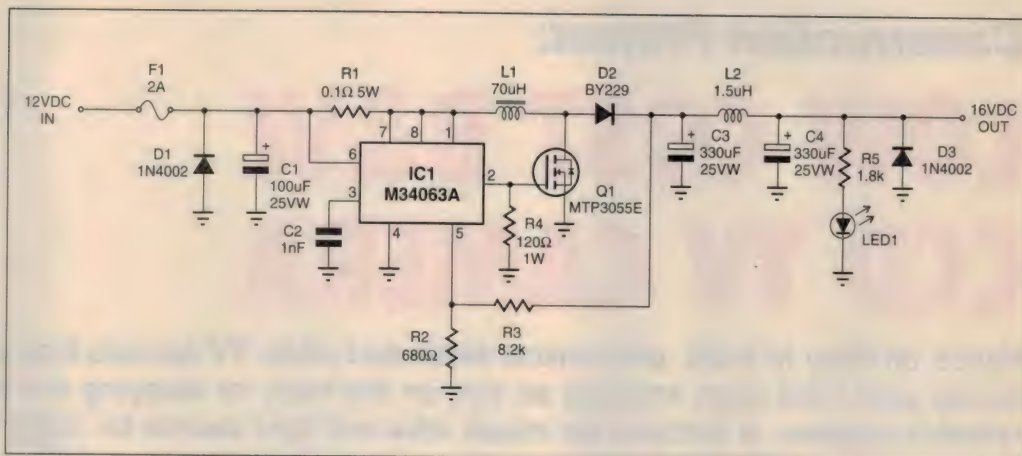 12VDC
IN
F1
2A
D1
1N4002
+
C1
100uF
25VW
R1
0.1Ω 5W
7
8
1
6
3
2
4
5
IC1
M34063A
C2
1nF
L1
70uH
Q1
MTP3055E
R4
120Ω
1W
R2
680Ω
R3
8.2k
D2
BY229
+
C3
330uF
25VW
L2
1.5uH
+
C4
330uF
25VW
R5
1.8k
LED1
D3
1N4002
16VDC
OUT